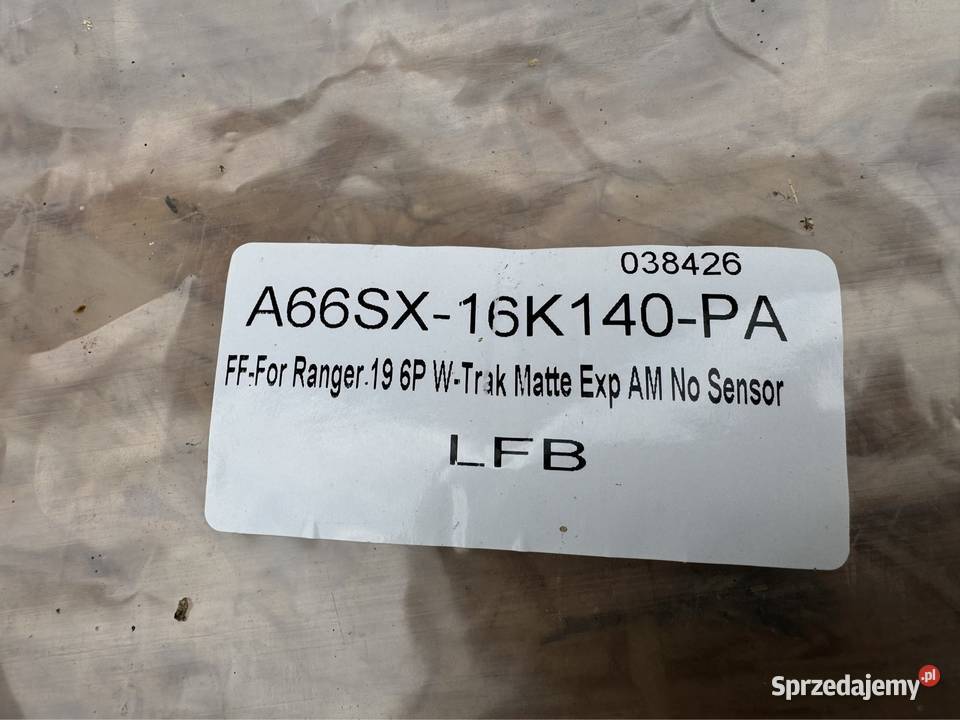 038426
A66SX-16K140-PA
FF-For Ranger 19 6P W-Trak Matte Exp AM No Sensor
LFB
Sprzedajemy.pl